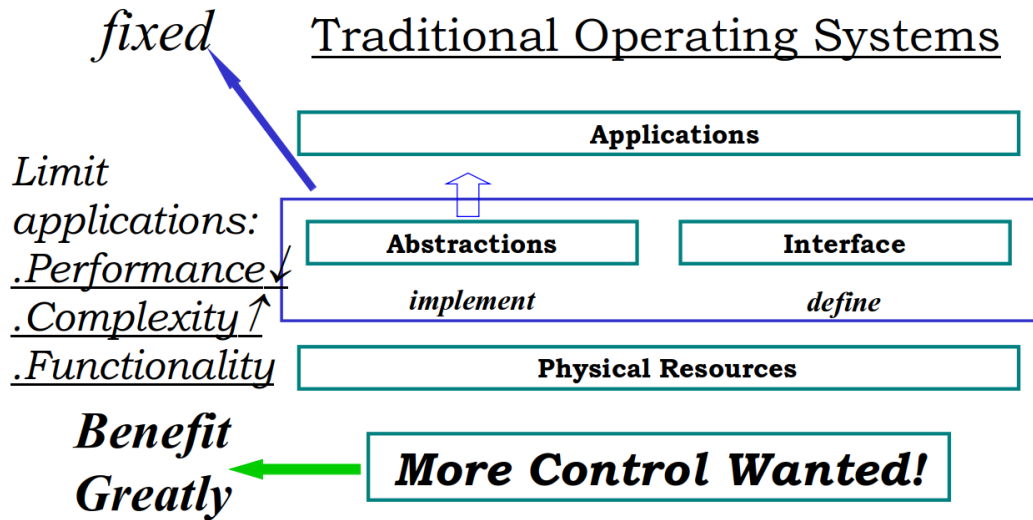 fixed
Traditional Operating Systems
Applications
Limit
applications:
.Performance↓
.Complexity↑
.Functionality
Abstractions
Interface
implement
define
Physical Resources
Benefit
Greatly
More Control Wanted!